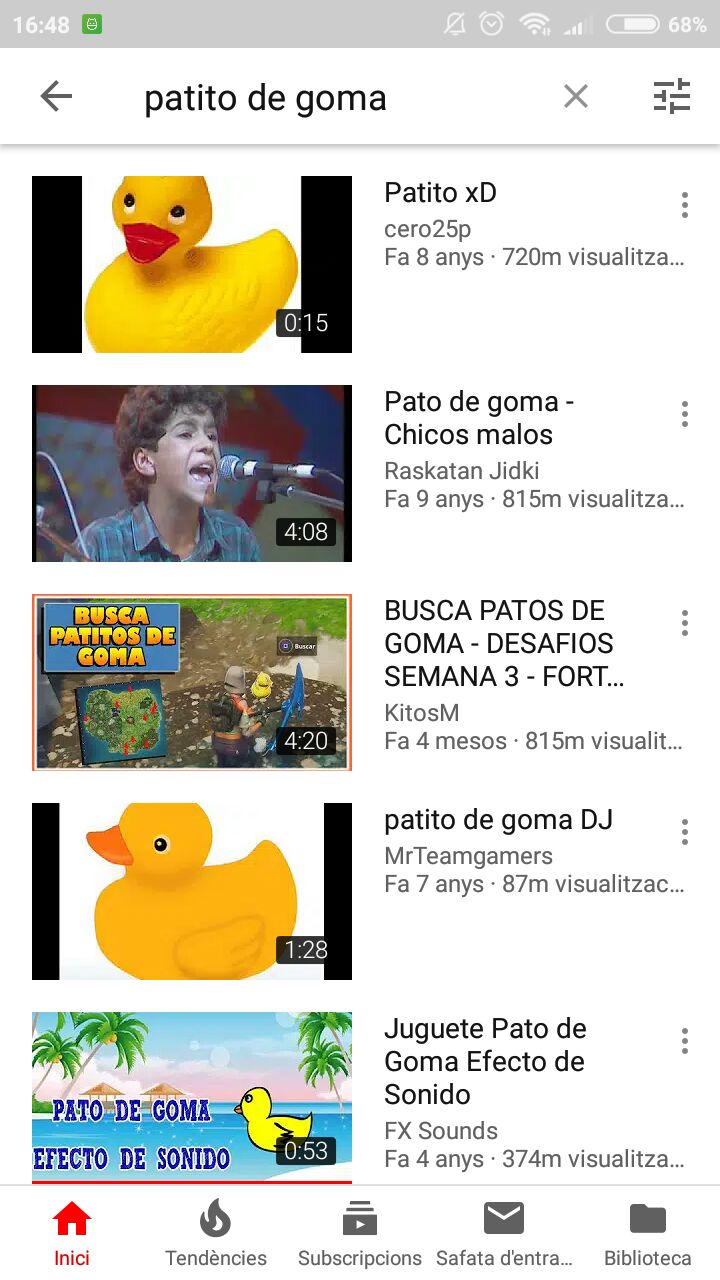 16:48
68%
patito de goma
0:15
Patito xD
cero25p
Fa 8 anys · 720m visualitza...
4:08
Pato de goma -
Chicos malos
Raskatan Jidki
Fa 9 anys · 815m visualitza...
BUSCA
PATITOS DE
GOMA
Buscar
4:20
BUSCA PATOS DE
GOMA - DESAFIOS
SEMANA 3 - FORT...
KitosM
Fa 4 mesos · 815m visualit...
1:28
patito de goma DJ
MrTeamgamers
Fa 7 anys · 87m visualitzac...
PATO DE GOMA
EFECTO DE SONIDO
0:53
Juguete Pato de
Goma Efecto de
Sonido
FX Sounds
Fa 4 anys · 374m visualitza...
Inici
Tendències
Subscripcions
Safata d'entra...
Biblioteca